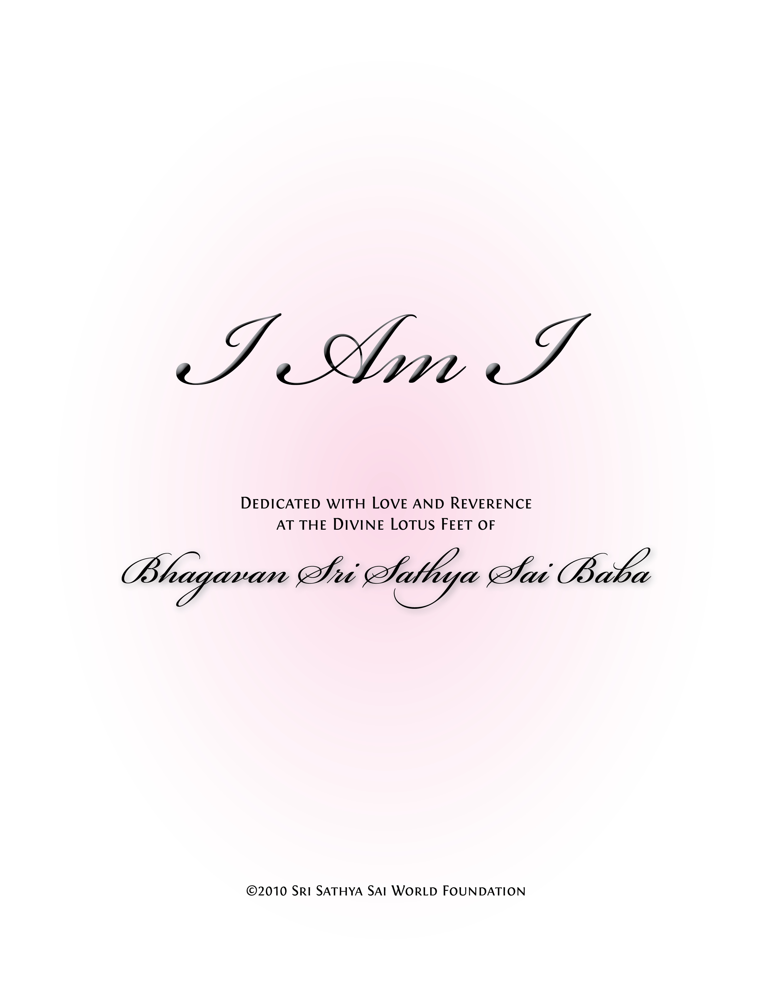 I Am I
Dedicated with Love and Reverence
at the Divine Lotus Feet of
Bhagavan Sri Sathya Sai Baba
©2010 Sri Sathya Sai World Foundation